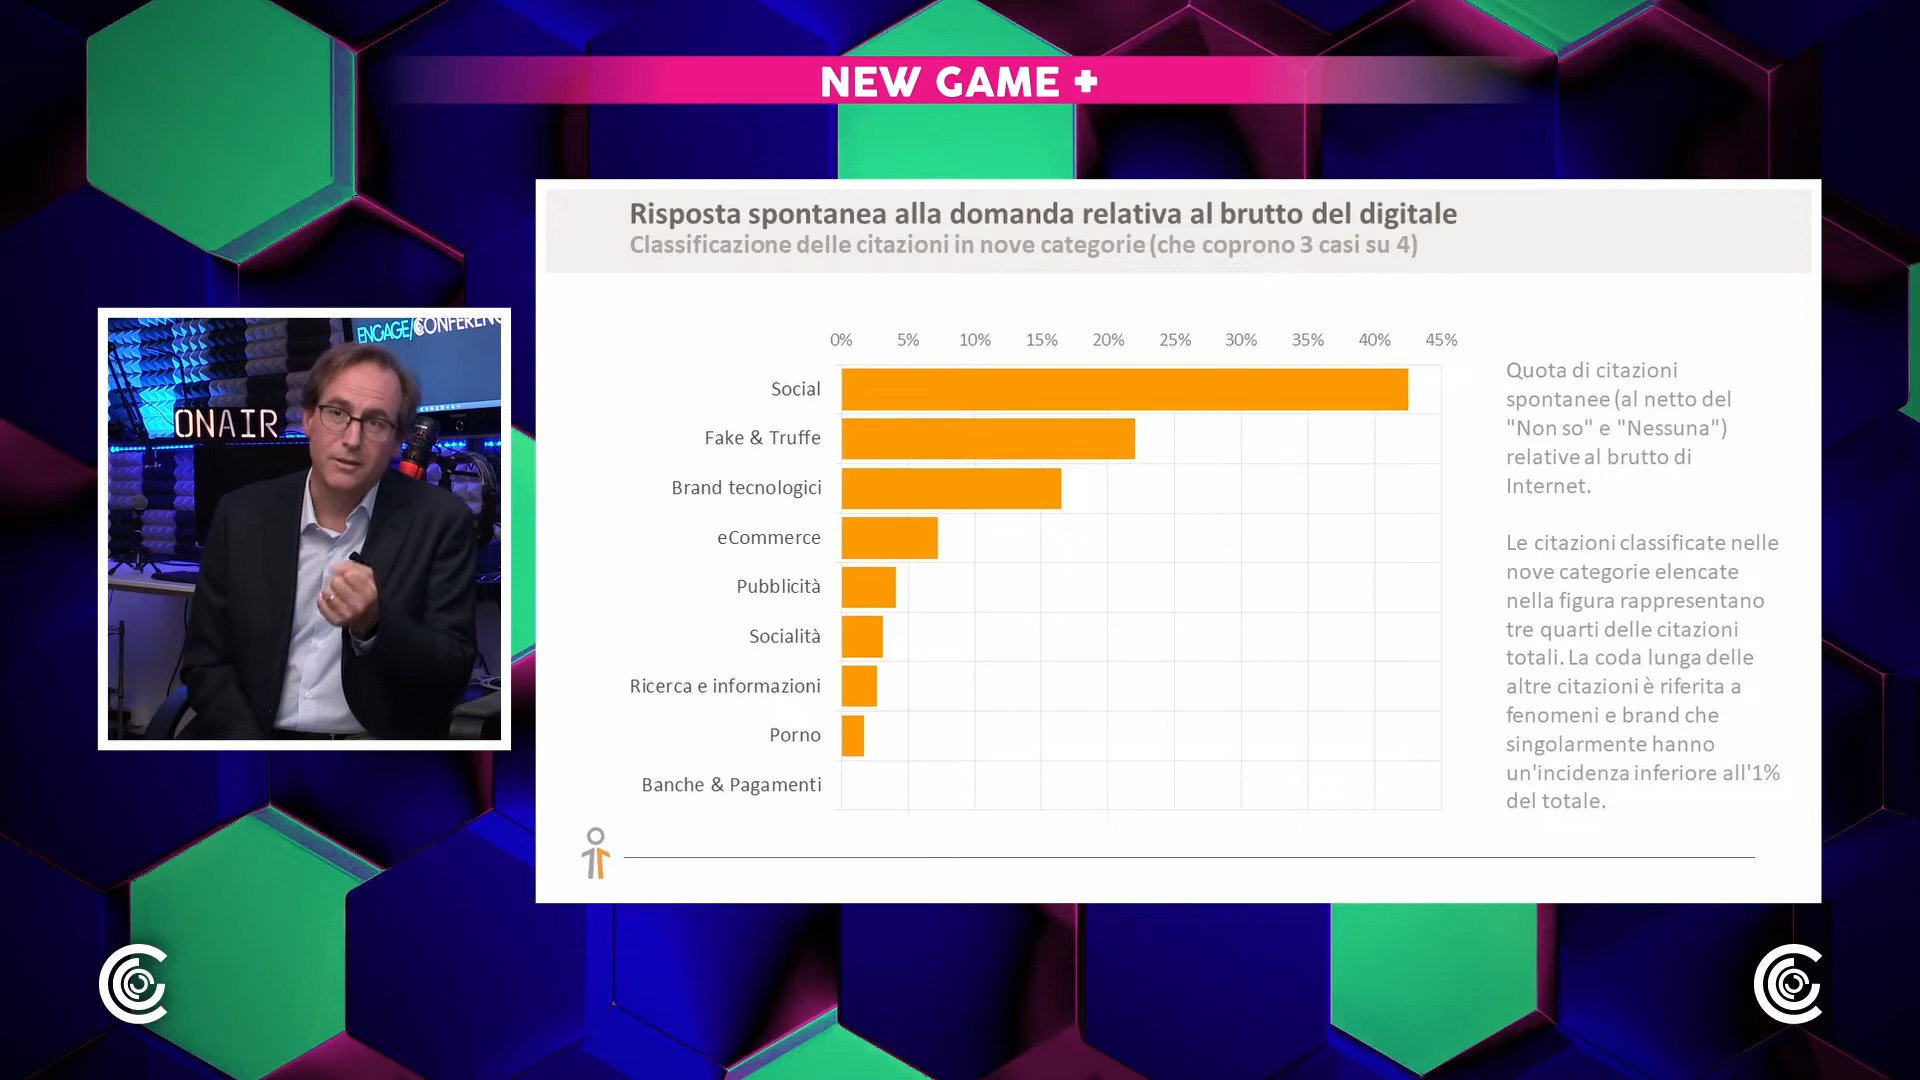 NEW GAME +
Risposta spontanea alla domanda relativa al brutto del digitale
Classificazione delle citazioni in nove categorie (che coprono 3 casi su 4)
ENGAGE/CONFERENC
ONAIR
0% 5% 10% 15% 20% 25% 30% 35% 40% 45%
Social
Fake & Truffe
Brand tecnologici
eCommerce
Pubblicità
Socialità
Ricerca e informazioni
Porno
Banche & Pagamenti
Quota di citazioni
spontanee (al netto del
"Non so" e "Nessuna")
relative al brutto di
Internet.
Le citazioni classificate nelle
nove categorie elencate
nella figura rappresentano
tre quarti delle citazioni
totali. La coda lunga delle
altre citazioni è riferita a
fenomeni e brand che
singolarmente hanno
un'incidenza inferiore all'1%
del totale.